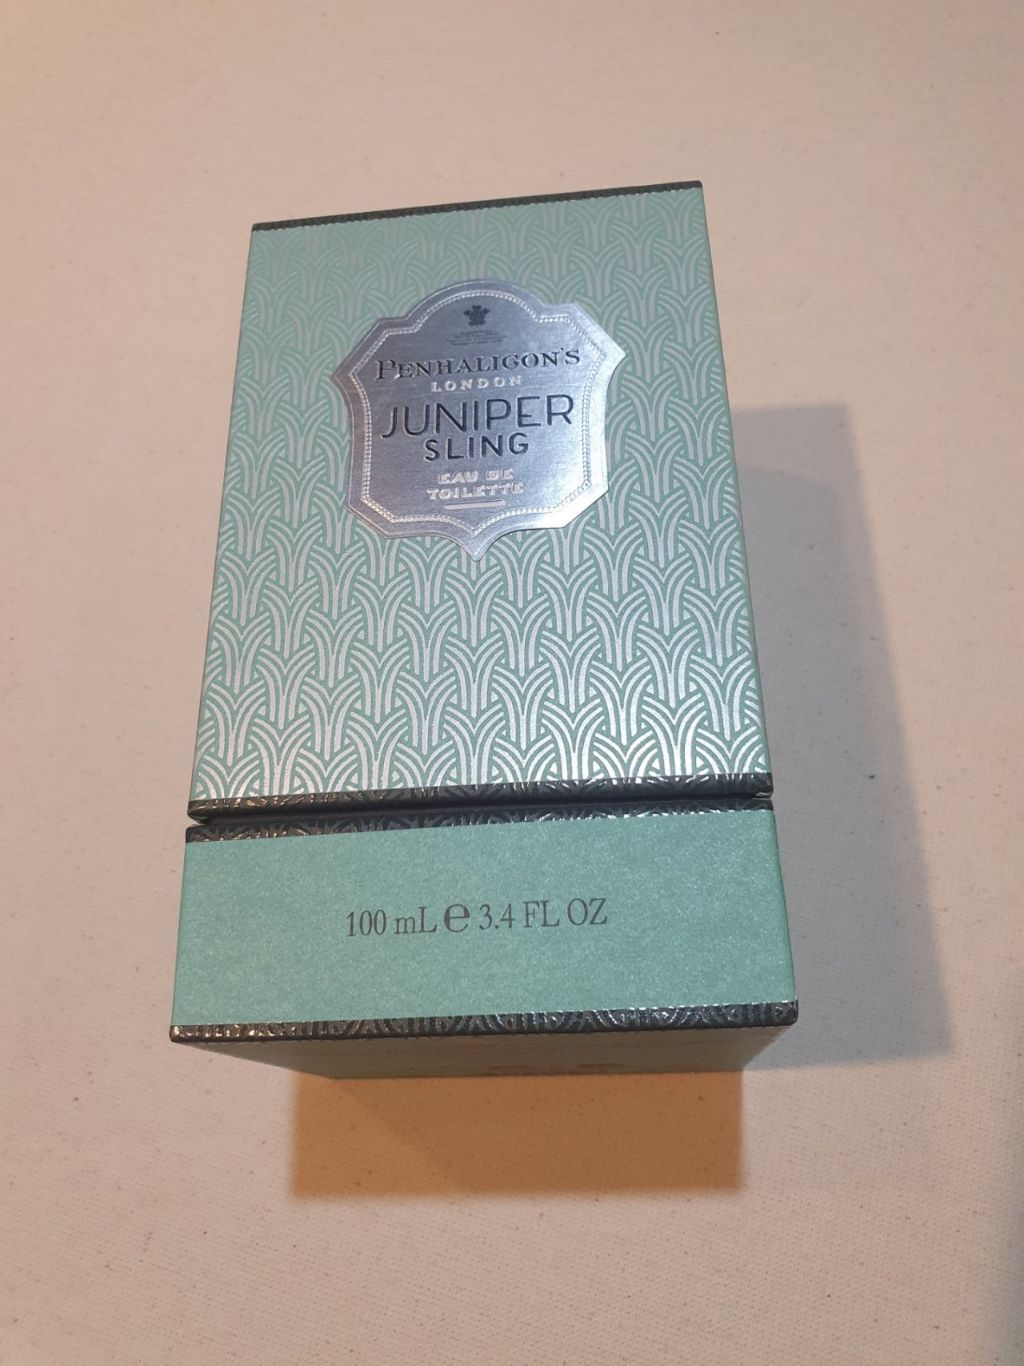 PENHALIGON'S
LONDON
JUNIPER
SLING
EAU DE
TOILETTE
100 mL ℮ 3.4 FL OZ